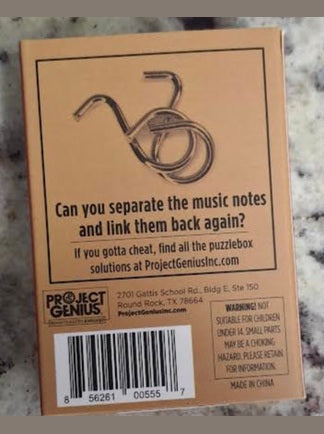 Can you separate the music notes
and link them back again?
If you gotta cheat, find all the puzzlebox
solutions at ProjectGeniusInc.com
PROJECT
GENIUS
2701 Gattis School Rd., Bldg E, Ste 150
Round Rock, TX 78664
ProjectGeniusInc.com
WARNING! NOT
SUITABLE FOR CHILDREN
UNDER 14. SMALL PARTS
MAY BE A CHOKING
HAZARD. PLEASE RETAIN
FOR INFORMATION.
MADE IN CHINA
8 56261 00555 7